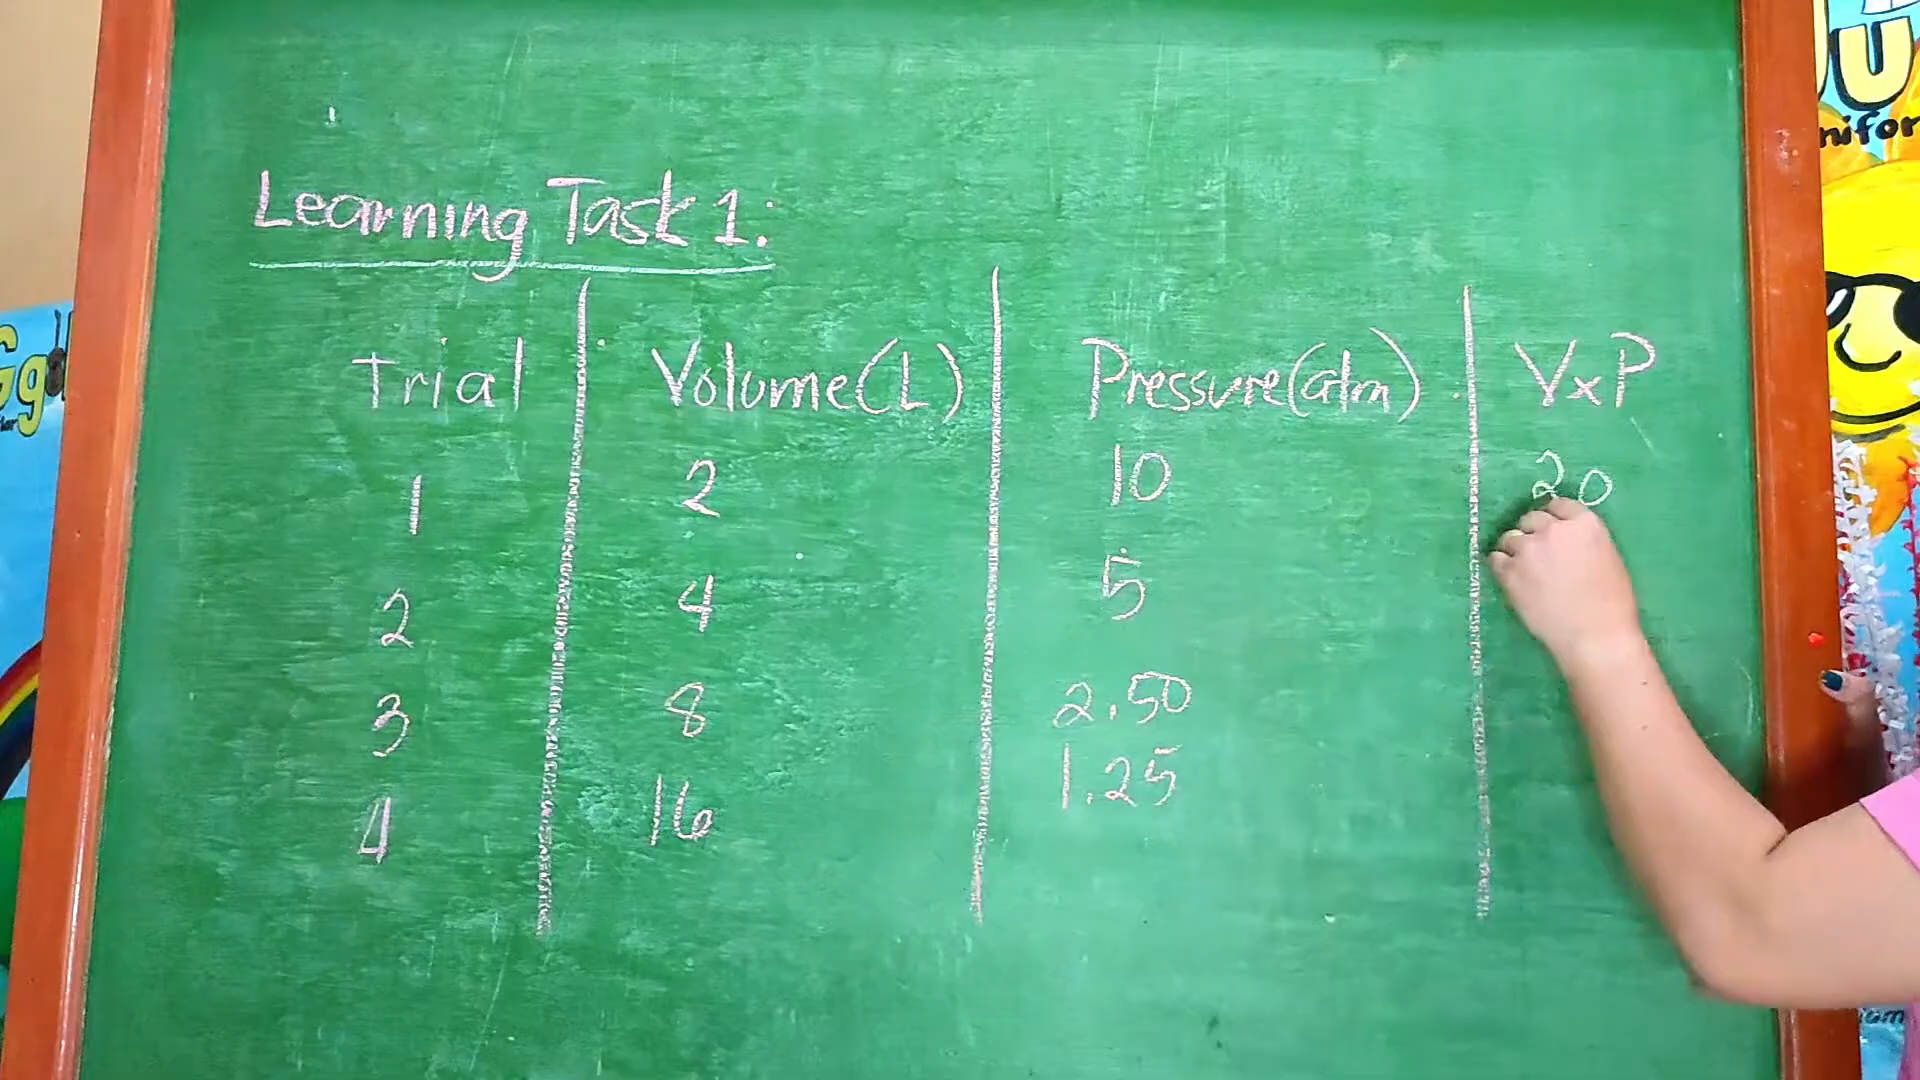 Learning Task 1:
Trial Volume(L) Pressure(atm) VxP
1 2 10 20
2 4 5
3 8 2.50
4 16 1.25
Gg